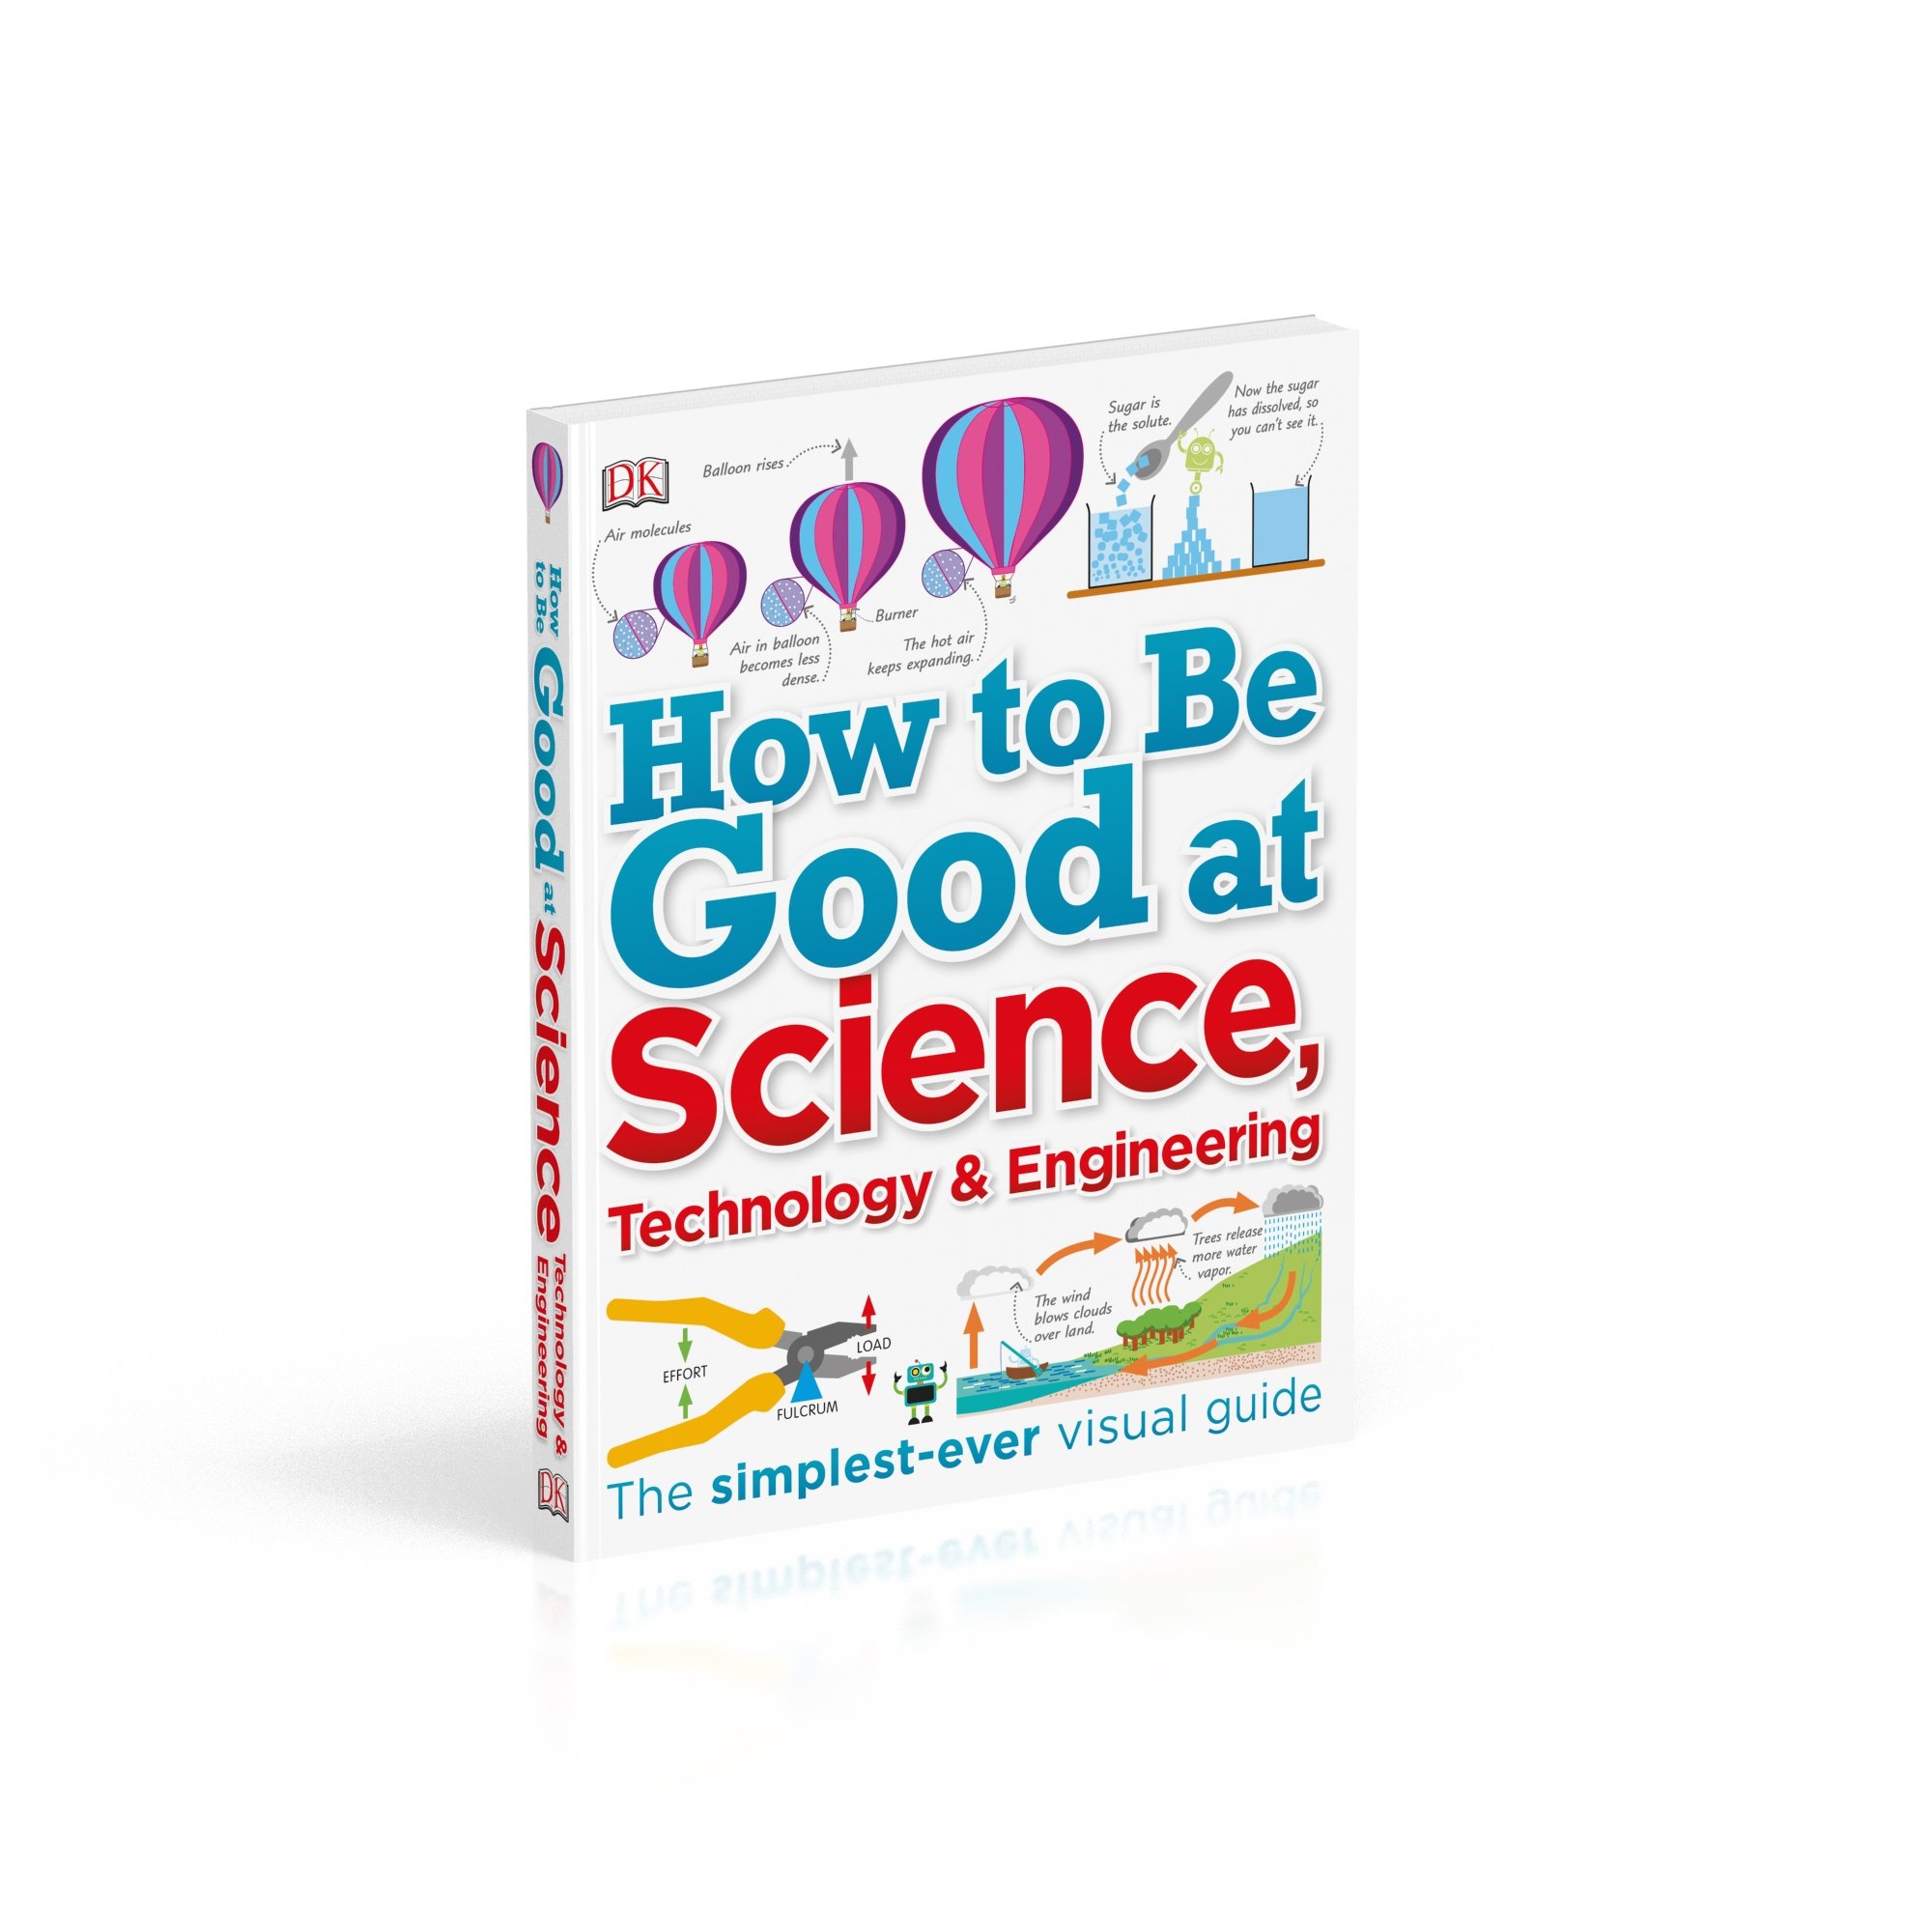 DK
Balloon rises
Air molecules
Air in balloon
becomes less
dense.
Burner
The hot air
keeps expanding.
Sugar is
the solute.
Now the sugar
has dissolved, so
you can't see it.
How to Be
Good at
Science,
Technology & Engineering
EFFORT
LOAD
FULCRUM
The wind
blows clouds
over land.
Trees release
more water
vapor.
The simplest-ever visual guide
How
to Be
Good at Science
Technology &
Engineering
DK